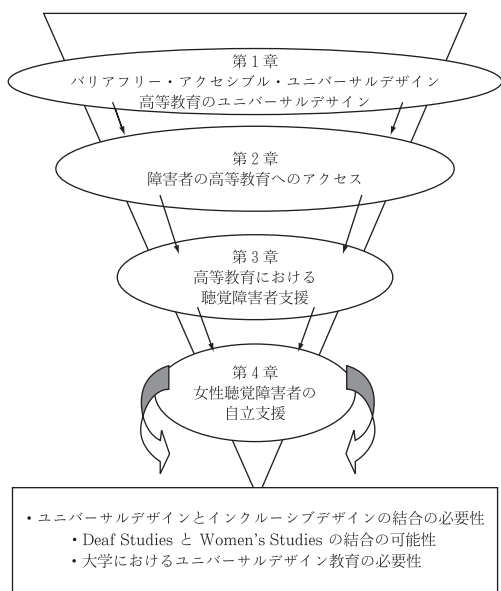 第1章
バリアフリー・アクセシブル・ユニバーサルデザイン
高等教育のユニバーサルデサイン
第2章
障害者の高等教育へのアクセス
第3章
高等教育における
聴覚障害者支援
第4章
女性聴覚障害者の
自立支援
・ユニバーサルデザインとインクルーシブデザインの結合の必要性
・Deaf Studies と Women's Studies の結合の可能性
・大学におけるユニバーサルデザイン教育の必要性